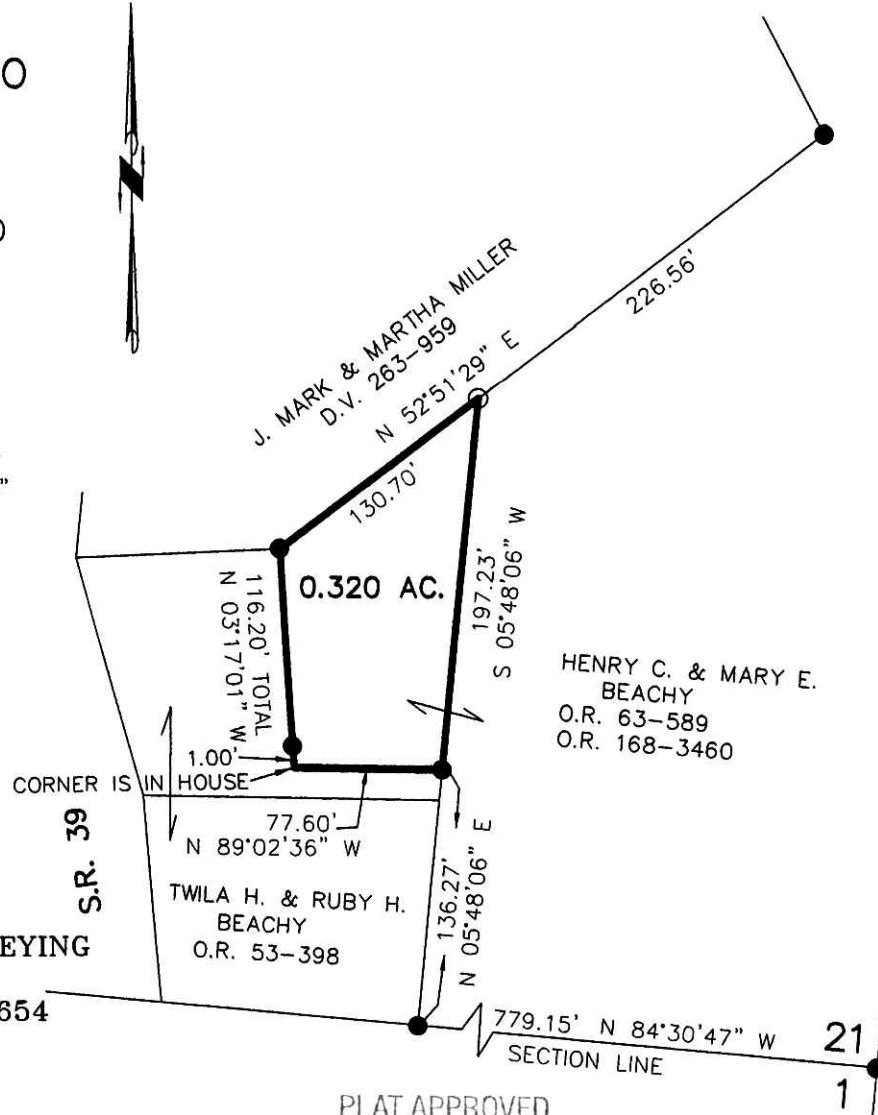 226.56'
J. MARK & MARTHA MILLER
D.V. 263-959
N 52°51'29" E
130.70'
0.320 AC.
116.20' TOTAL
N 03°17'01" W
197.23'
S 05°48'06" W
HENRY C. & MARY E.
BEACHY
O.R. 63-589
O.R. 168-3460
1.00'
CORNER IS IN HOUSE
77.60'
N 89°02'36" W
S.R. 39
TWILA H. & RUBY H.
BEACHY
O.R. 53-398
136.27'
N 05°48'06" E
EYING
654
779.15' N 84°30'47" W
SECTION LINE
21
1
PLAT APPROVED